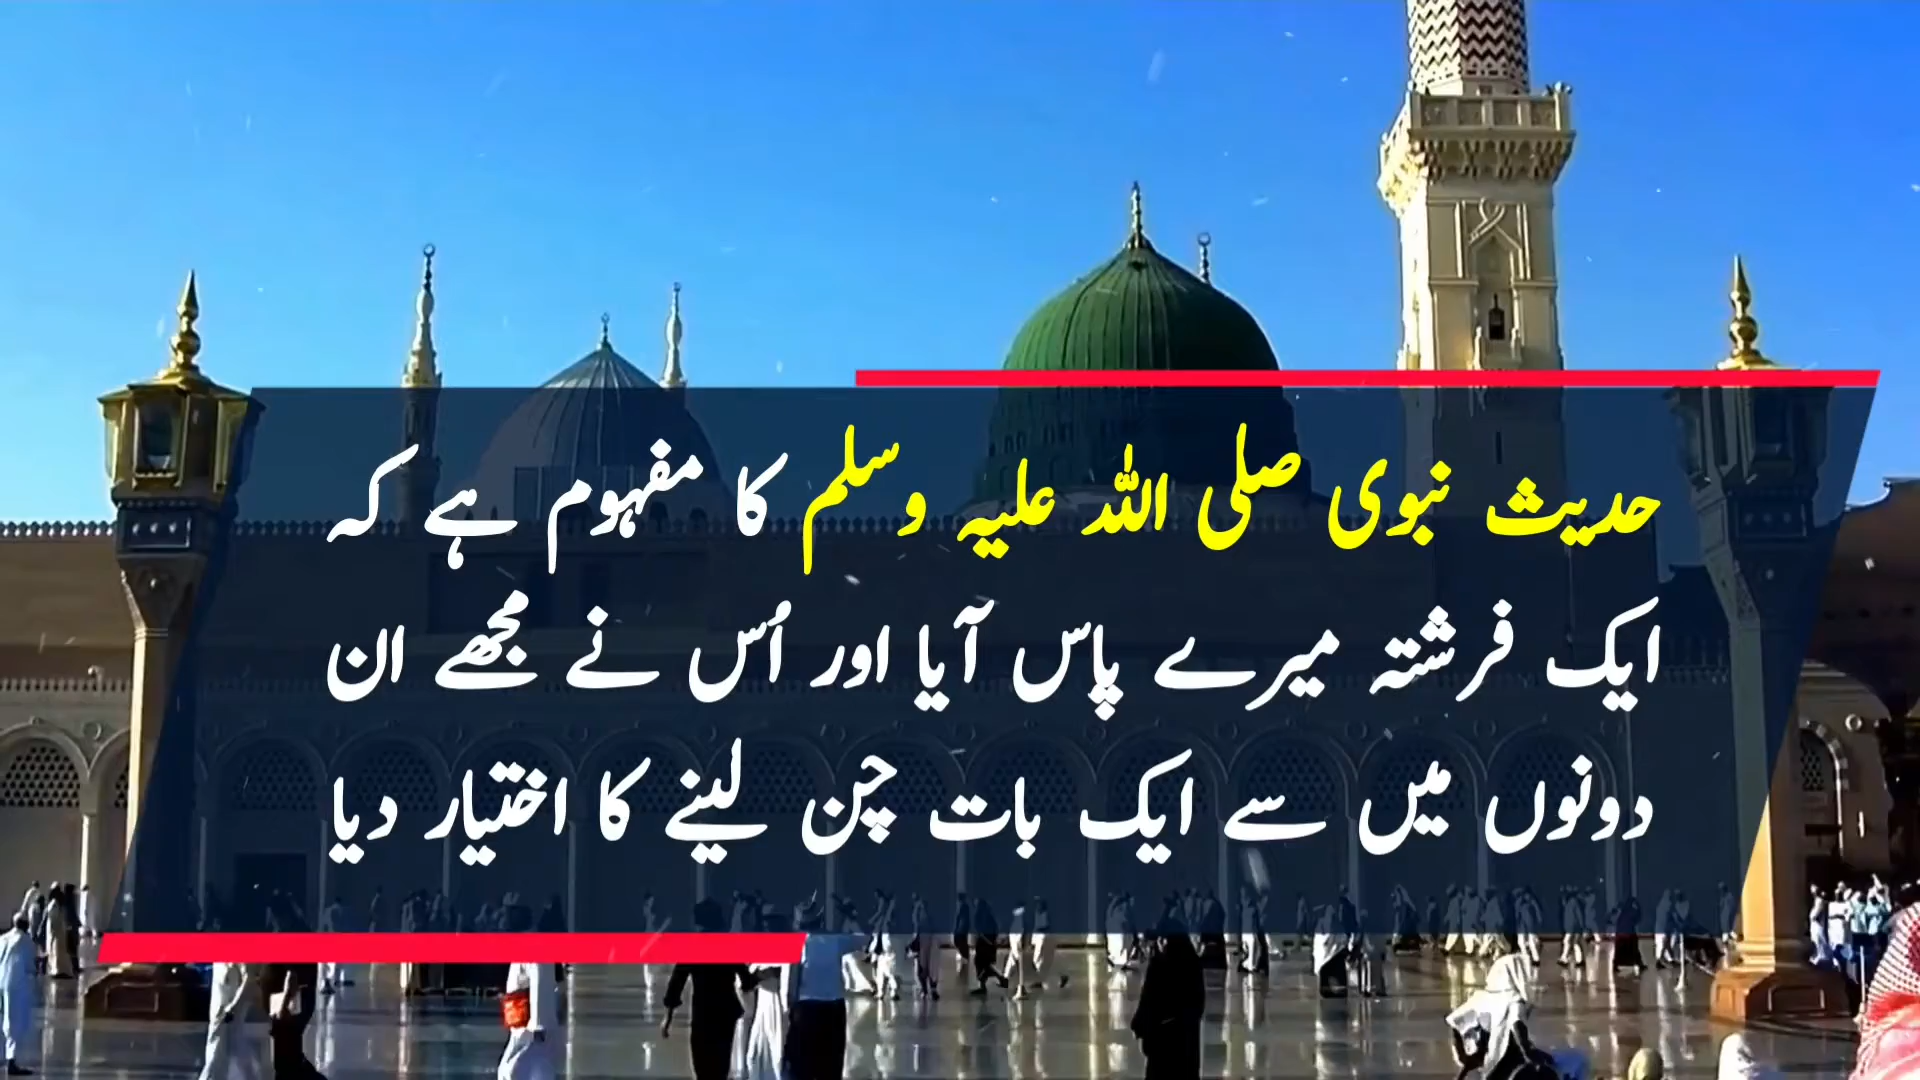 حدیث نبوی صلی اللہ علیہ وسلم کا مفہوم ہے کہ
ایک فرشتہ میرے پاس آیا اور اُس نے مجھے ان
دونوں میں سے ایک بات چن لینے کا اختیار دیا